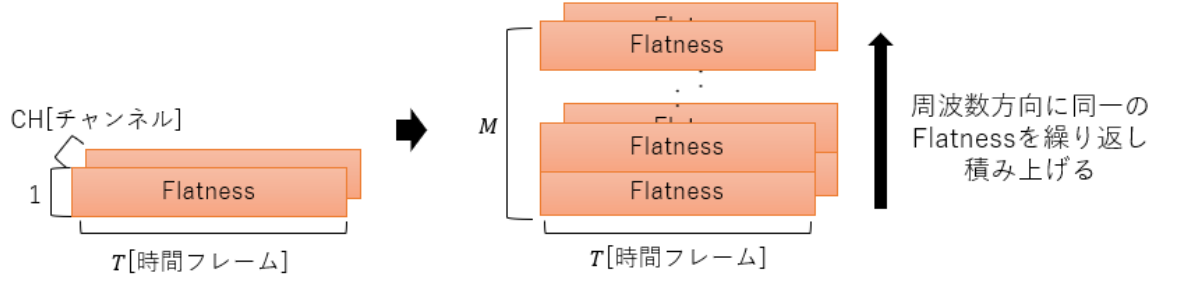 CH[チャンネル]
1
Flatness
T[時間フレーム]
M
Flatness
Flatness
Flatness
T[時間フレーム]
周波数方向に同一の
Flatnessを繰り返し
積み上げる